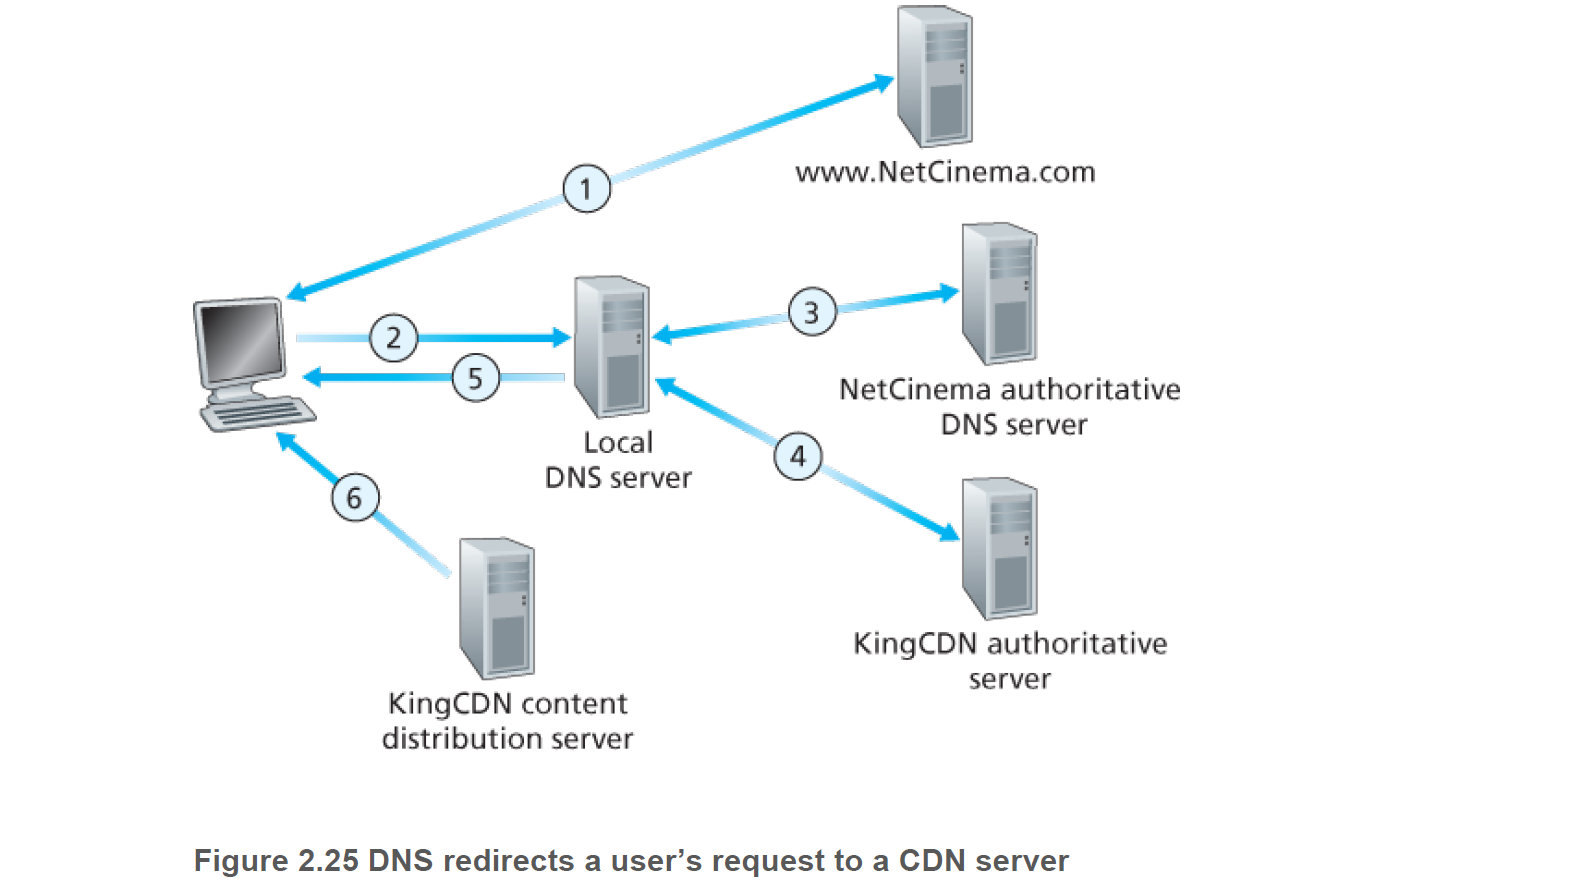 www.NetCinema.com
1
2
3
NetCinema authoritative
DNS server
5
Local
DNS server
4
6
KingCDN authoritative
server
KingCDN content
distribution server
Figure 2.25 DNS redirects a user’s request to a CDN server